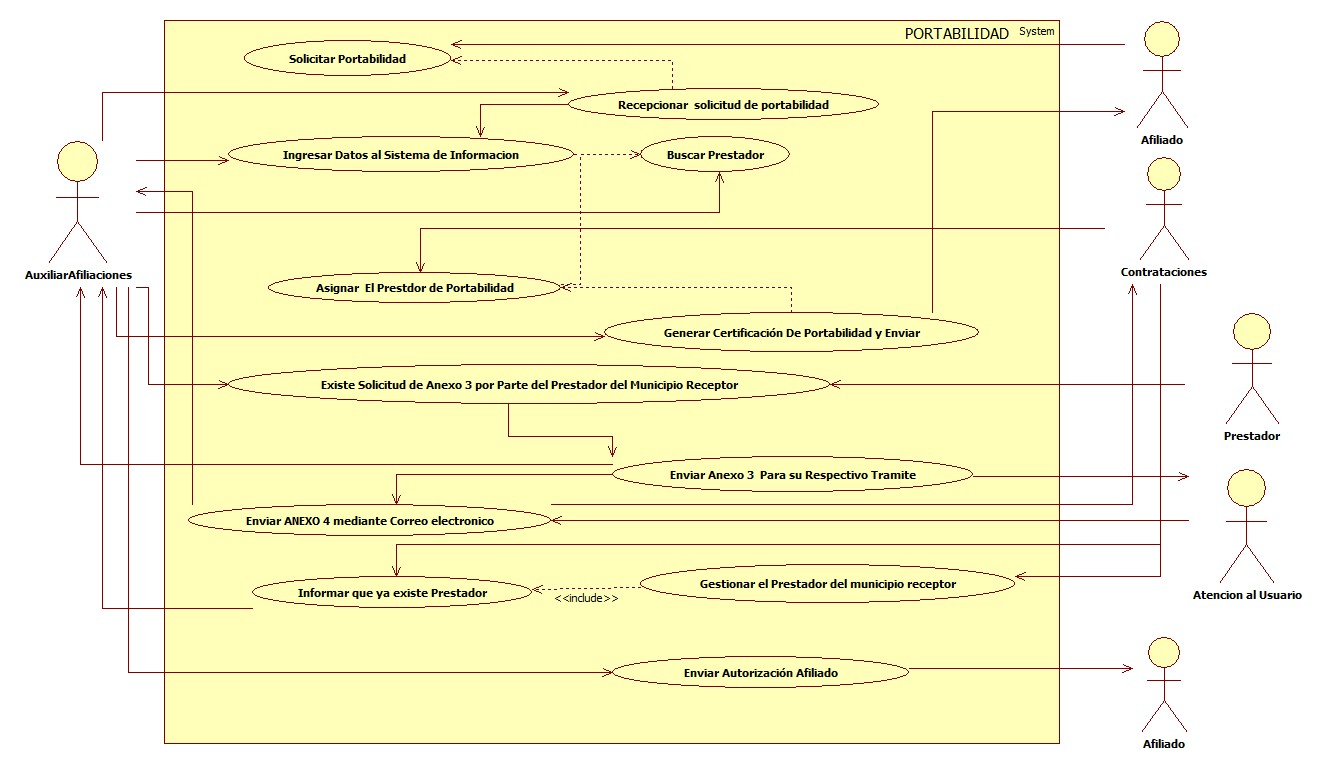 PORTABILIDAD System
Solicitar Portabilidad
Recepcionar solicitud de portabilidad
Afiliado
Ingresar Datos al Sistema de Informacion
Buscar Prestador
AuxiliarAfiliaciones
Contrataciones
Asignar El Prestdor de Portabilidad
Generar Certificación De Portabilidad y Enviar
Existe Solicitud de Anexo 3 por Parte del Prestador del Municipio Receptor
Prestador
Enviar Anexo 3 Para su Respectivo Tramite
Enviar ANEXO 4 mediante Correo electronico
Gestionar el Prestador del municipio receptor
Informar que ya existe Prestador
<<include>>
Atencion al Usuario
Enviar Autorización Afiliado
Afiliado